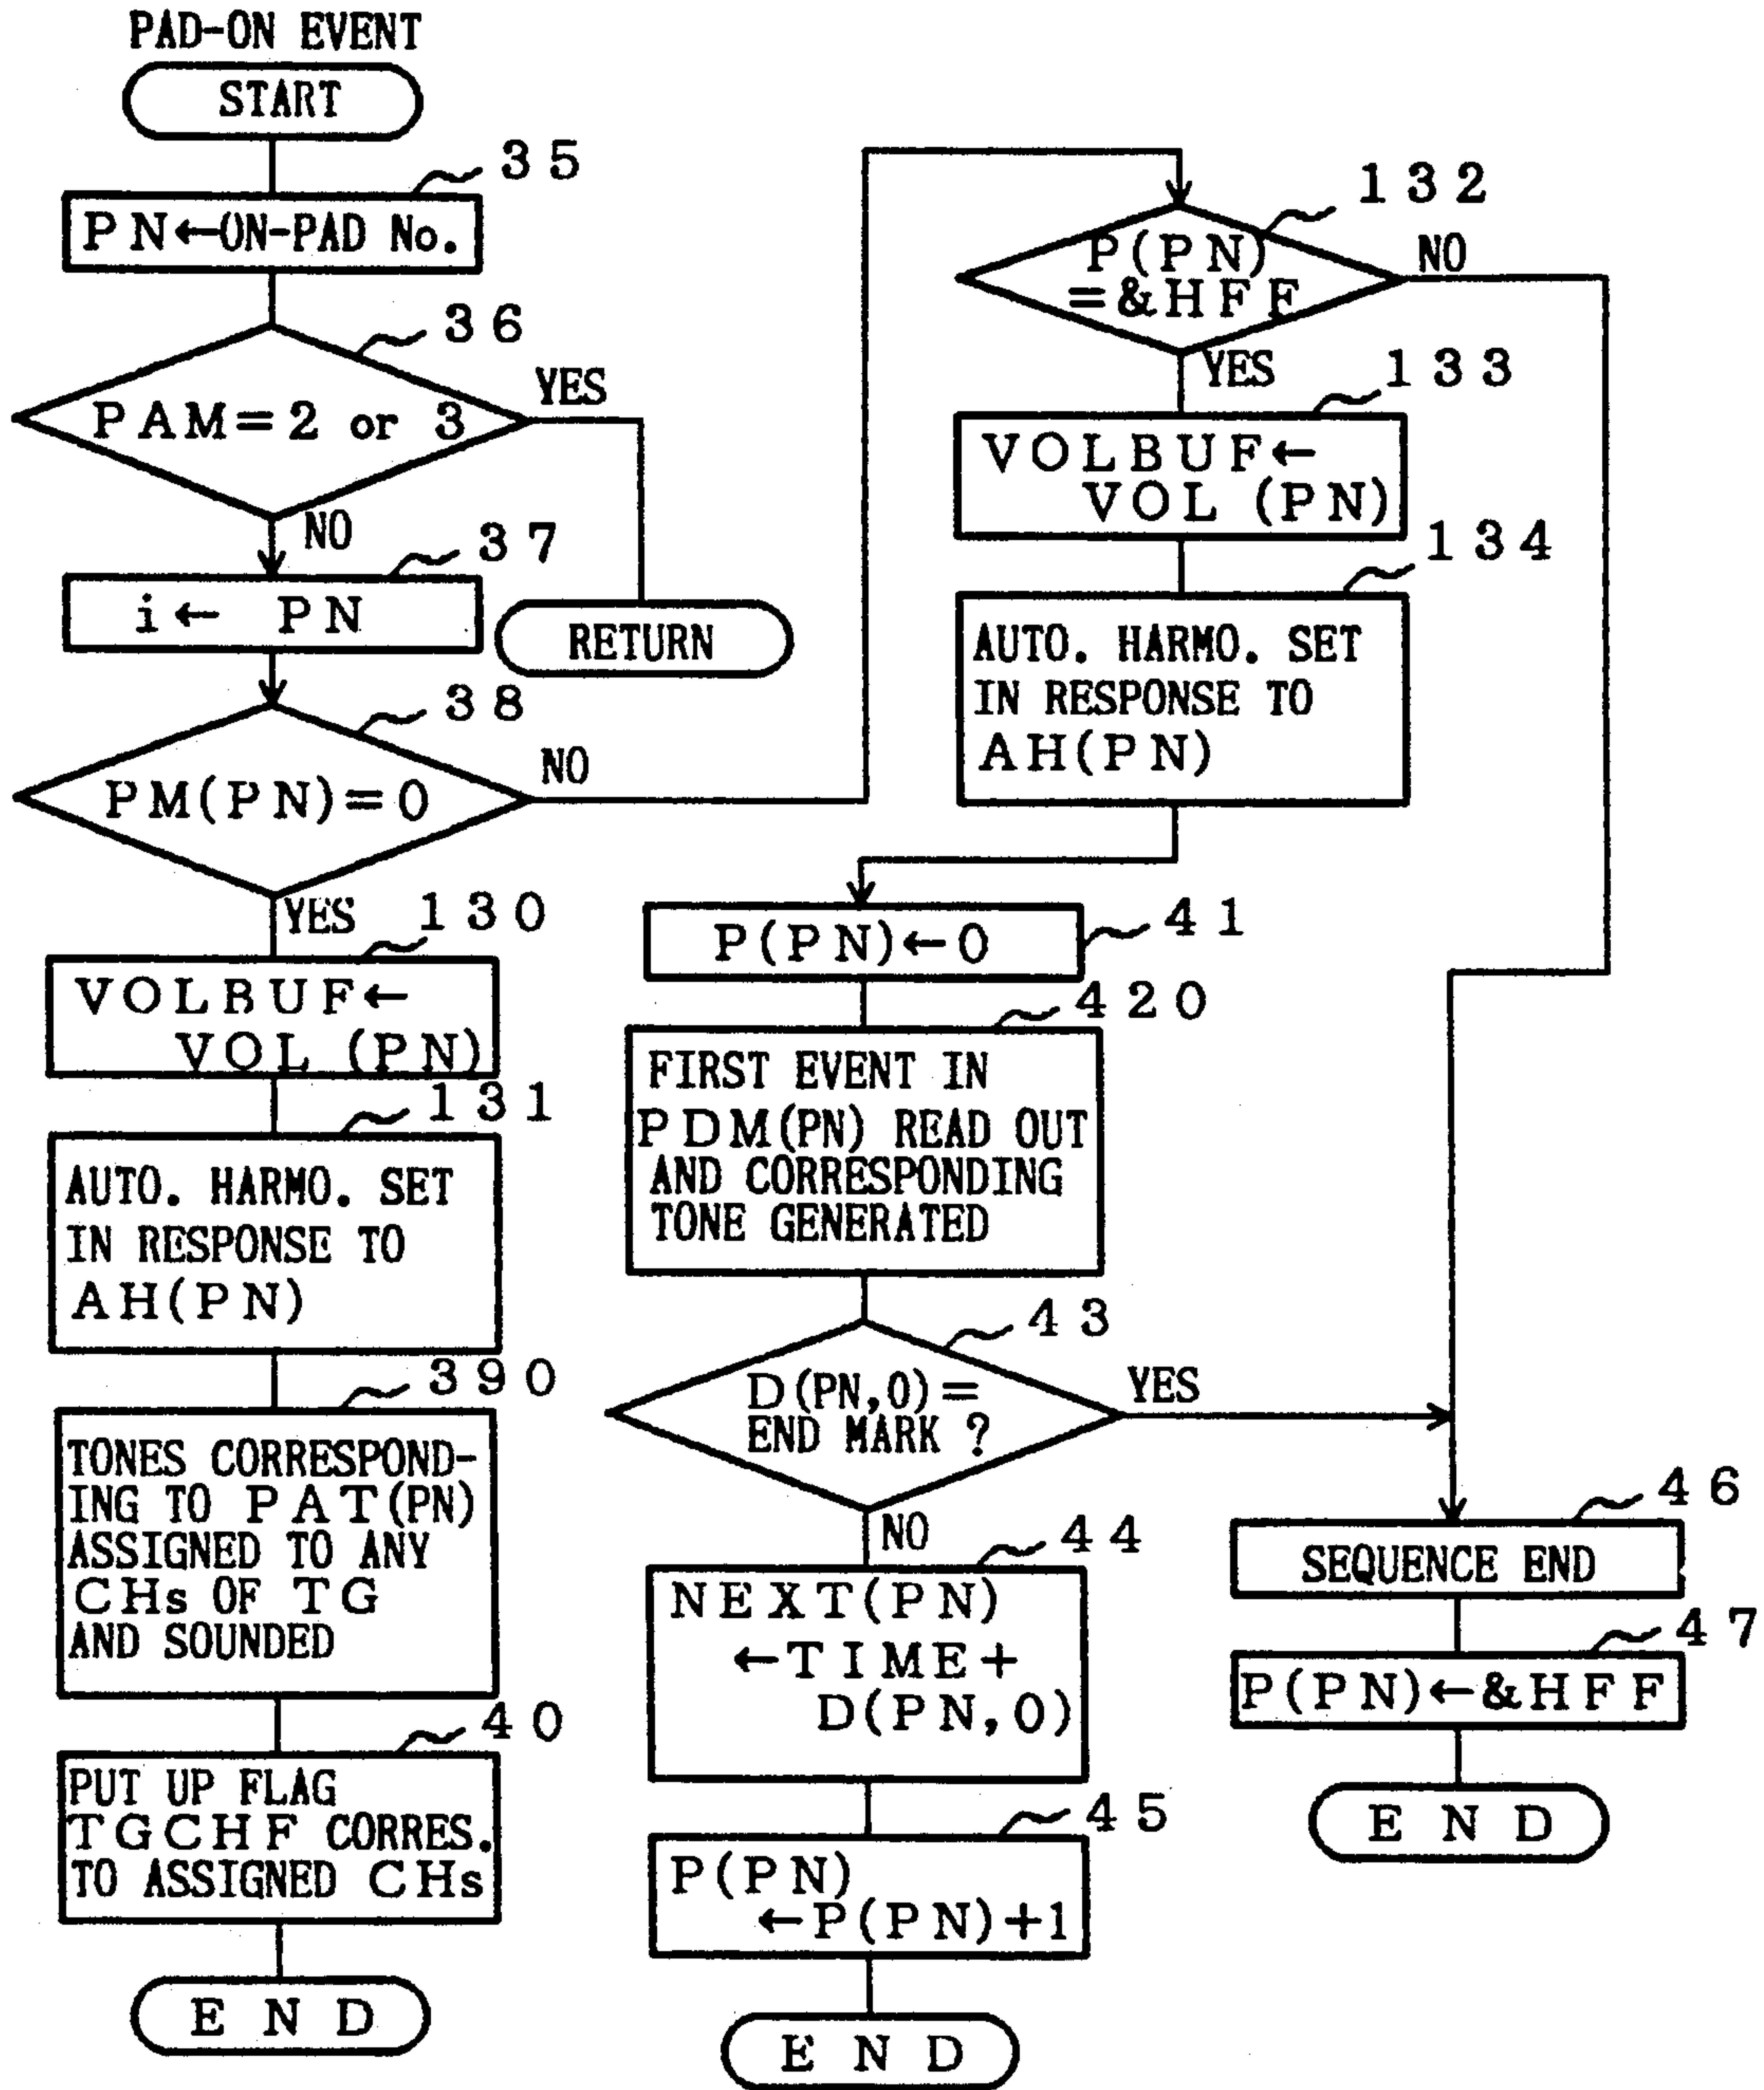 PAD-ON EVENT
START
35
PN←ON-PAD No.
36
PAM=2 or 3
YES
NO
37
i← PN
RETURN
38
PM(PN)=0
NO
YES
130
VOLBUF←
VOL (PN)
131
AUTO. HARMO. SET
IN RESPONSE TO
AH(PN)
390
TONES CORRESPOND-
ING TO PAT(PN)
ASSIGNED TO ANY
CHs OF TG
AND SOUNDED
40
PUT UP FLAG
TGCHF CORRES.
TO ASSIGNED CHs
END
132
P(PN)
=&HFF
NO
YES
133
VOLBUF←
VOL (PN)
134
AUTO. HARMO. SET
IN RESPONSE TO
AH(PN)
41
P(PN)←0
420
FIRST EVENT IN
PDM(PN) READ OUT
AND CORRESPONDING
TONE GENERATED
43
D(PN,0)=
END MARK ?
YES
NO
44
NEXT(PN)
←TIME+
D(PN,0)
45
P(PN)
←P(PN)+1
END
46
SEQUENCE END
47
P(PN)←&HFF
END